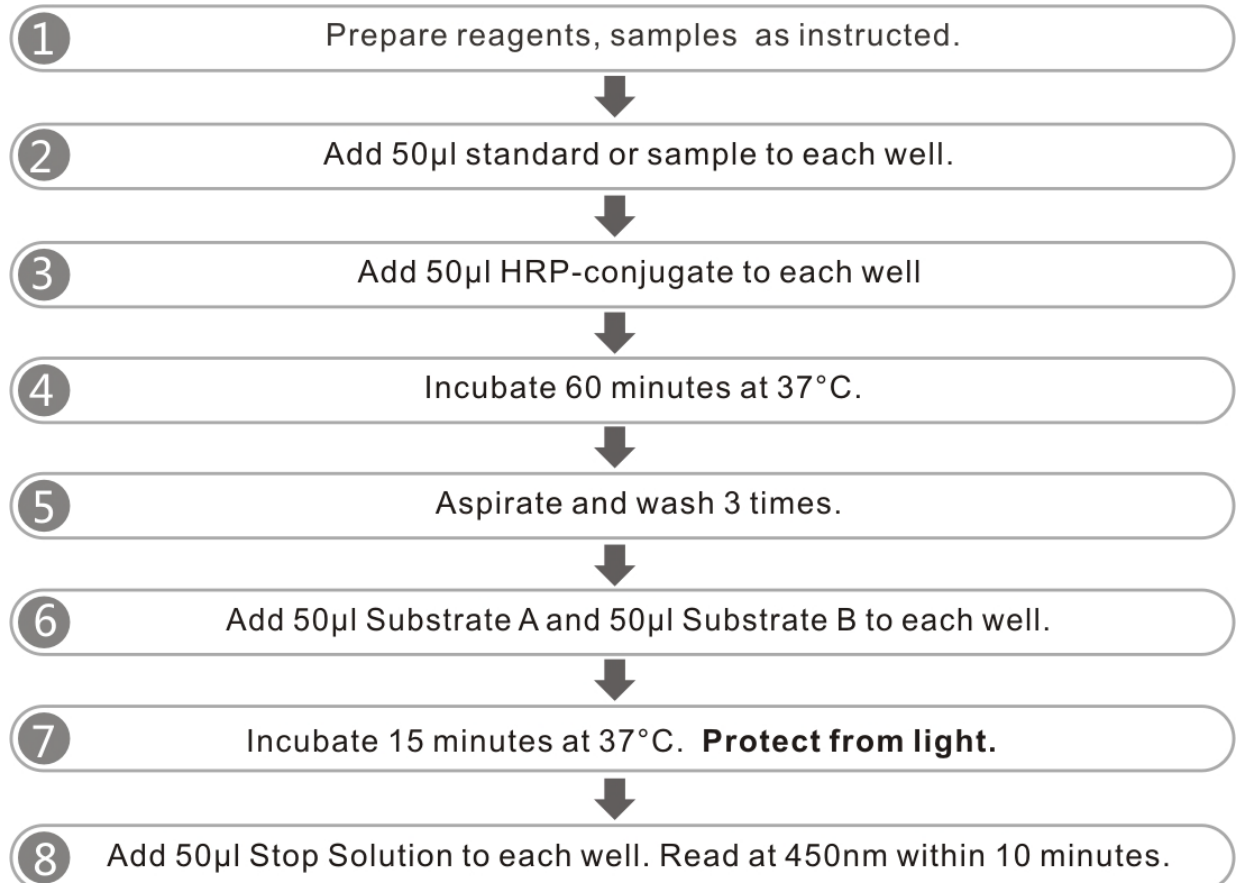 1 Prepare reagents, samples as instructed.
2 Add 50µl standard or sample to each well.
3 Add 50µl HRP-conjugate to each well
4 Incubate 60 minutes at 37°C.
5 Aspirate and wash 3 times.
6 Add 50µl Substrate A and 50µl Substrate B to each well.
7 Incubate 15 minutes at 37°C. Protect from light.
8 Add 50µl Stop Solution to each well. Read at 450nm within 10 minutes.